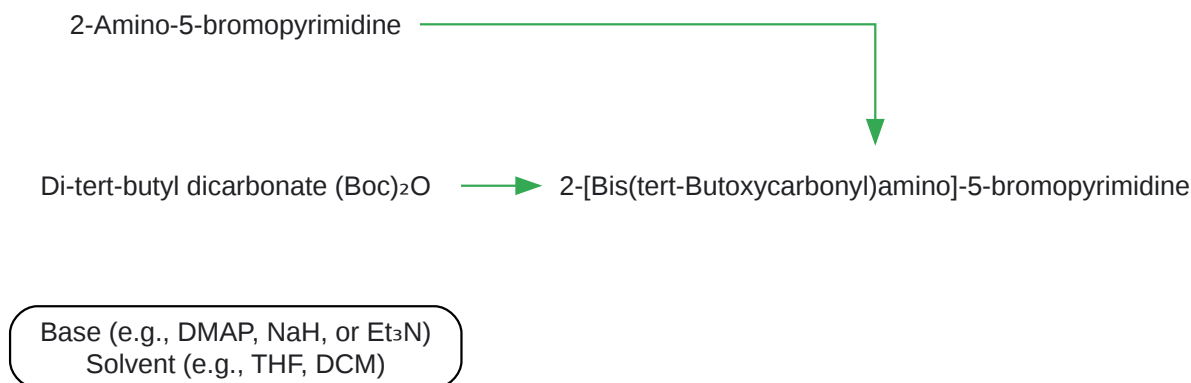 2-Amino-5-bromopyrimidine
Di-tert-butyl dicarbonate (Boc)₂O
2-[Bis(tert-Butoxycarbonyl)amino]-5-bromopyrimidine
Base (e.g., DMAP, NaH, or Et₃N)
Solvent (e.g., THF, DCM)